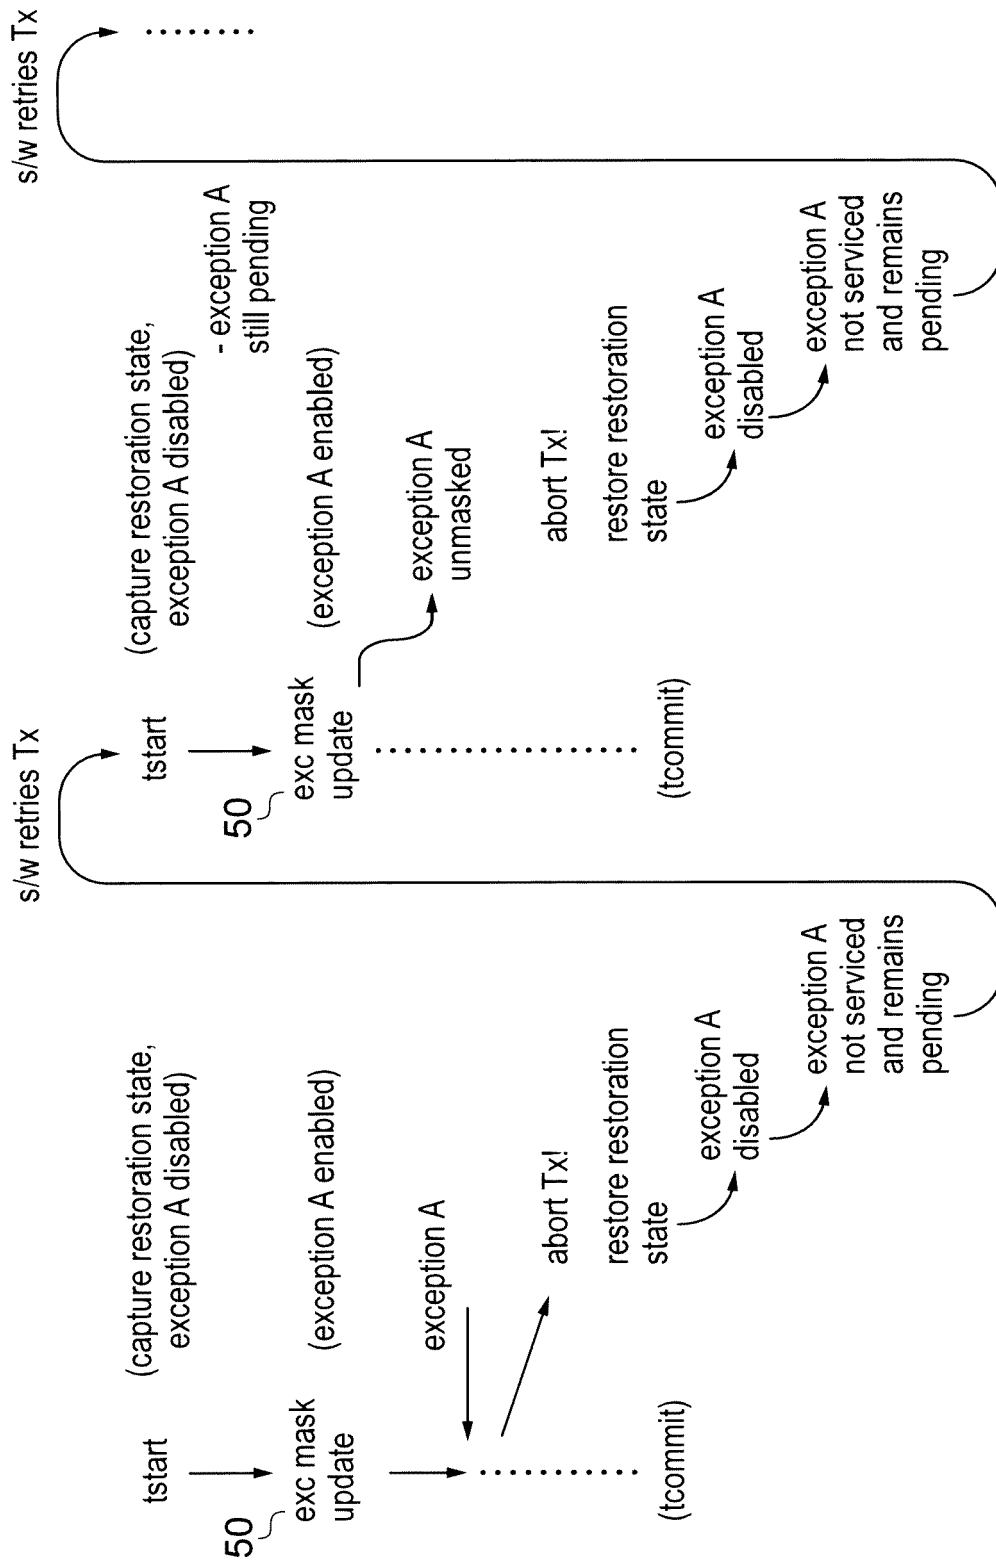 tstart
(capture restoration state,
exception A disabled)
50
exc mask
update
(exception A enabled)
exception A
abort Tx!
restore restoration
state
exception A
disabled
exception A
not serviced
and remains
pending
(tcommit)
s/w retries Tx
tstart
(capture restoration state,
exception A disabled)
- exception A
still pending
50
exc mask
update
(exception A enabled)
exception A
unmasked
abort Tx!
restore restoration
state
exception A
disabled
exception A
not serviced
and remains
pending
(tcommit)
s/w retries Tx